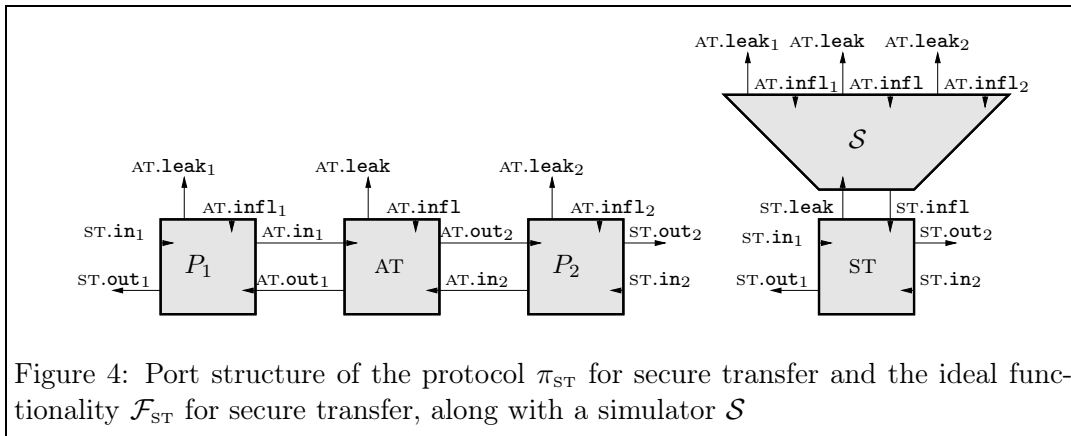 AT.leak₁ AT.leak AT.leak₂
AT.infl₁ AT.infl AT.infl₂
S
AT.leak₁ AT.leak AT.leak₂
AT.infl₁ AT.infl AT.infl₂ ST.leak ST.infl
ST.in₁ AT.in₁ AT.out₂ ST.out₂ ST.in₁ ST.out₂
P₁ AT P₂ ST
ST.out₁ AT.out₁ AT.in₂ ST.in₂ ST.out₁ ST.in₂
Figure 4: Port structure of the protocol π_ST for secure transfer and the ideal func-
tionality F_ST for secure transfer, along with a simulator S